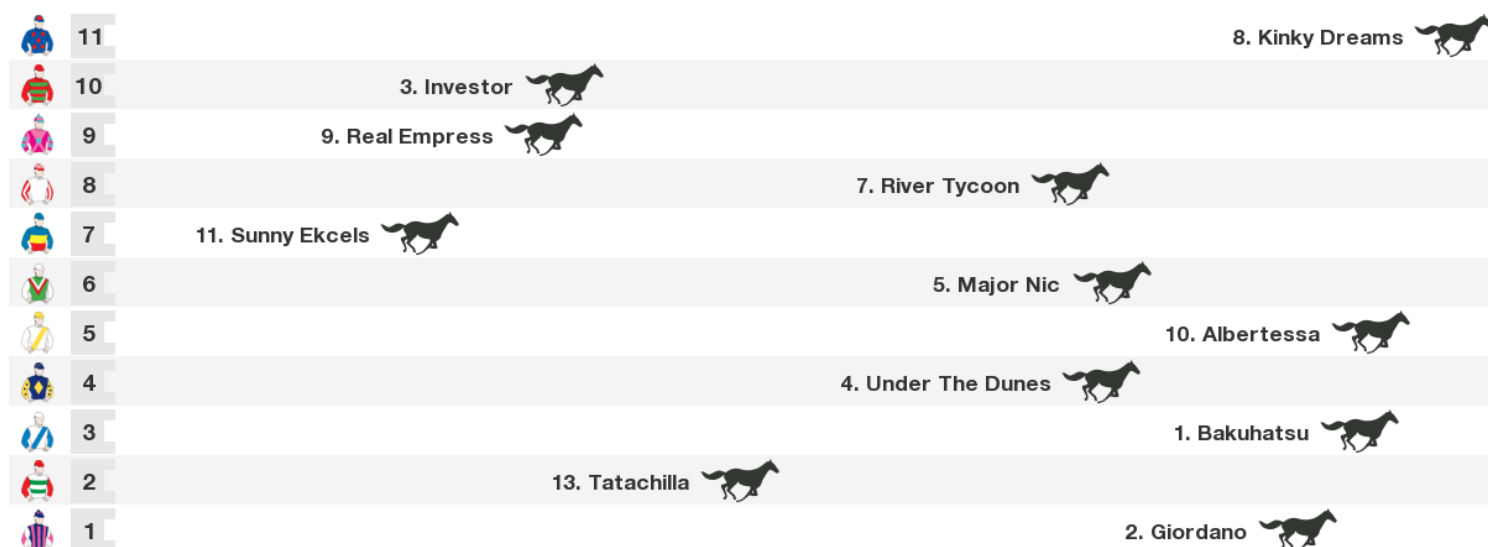 11 8. Kinky Dreams
10 3. Investor
9 9. Real Empress
8 7. River Tycoon
7 11. Sunny Ekcels
6 5. Major Nic
5 10. Albertessa
4 4. Under The Dunes
3 1. Bakuhatsu
2 13. Tatachilla
1 2. Giordano